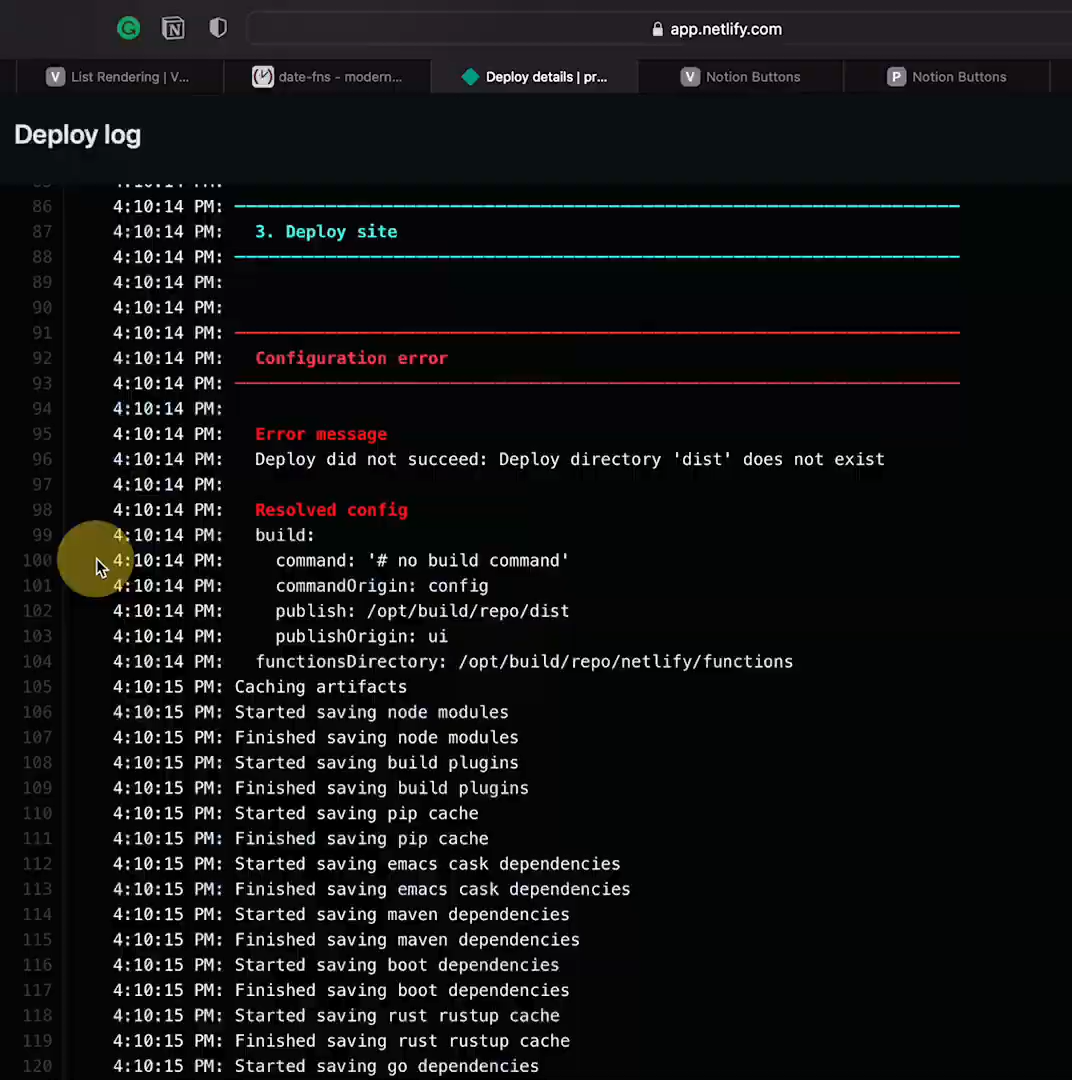 app.netlify.com
List Rendering | V...
date-fns - modern...
Deploy details | pr...
Notion Buttons
Notion Buttons
Deploy log
86 4:10:14 PM:
87 4:10:14 PM: 3. Deploy site
88 4:10:14 PM:
89 4:10:14 PM:
90 4:10:14 PM:
91 4:10:14 PM:
92 4:10:14 PM: Configuration error
93 4:10:14 PM:
94 4:10:14 PM:
95 4:10:14 PM: Error message
96 4:10:14 PM: Deploy did not succeed: Deploy directory 'dist' does not exist
97 4:10:14 PM:
98 4:10:14 PM: Resolved config
99 4:10:14 PM: build:
100 4:10:14 PM: command: '# no build command'
101 4:10:14 PM: commandOrigin: config
102 4:10:14 PM: publish: /opt/build/repo/dist
103 4:10:14 PM: publishOrigin: ui
104 4:10:14 PM: functionsDirectory: /opt/build/repo/netlify/functions
105 4:10:15 PM: Caching artifacts
106 4:10:15 PM: Started saving node modules
107 4:10:15 PM: Finished saving node modules
108 4:10:15 PM: Started saving build plugins
109 4:10:15 PM: Finished saving build plugins
110 4:10:15 PM: Started saving pip cache
111 4:10:15 PM: Finished saving pip cache
112 4:10:15 PM: Started saving emacs cask dependencies
113 4:10:15 PM: Finished saving emacs cask dependencies
114 4:10:15 PM: Started saving maven dependencies
115 4:10:15 PM: Finished saving maven dependencies
116 4:10:15 PM: Started saving boot dependencies
117 4:10:15 PM: Finished saving boot dependencies
118 4:10:15 PM: Started saving rust rustup cache
119 4:10:15 PM: Finished saving rust rustup cache
120 4:10:15 PM: Started saving go dependencies